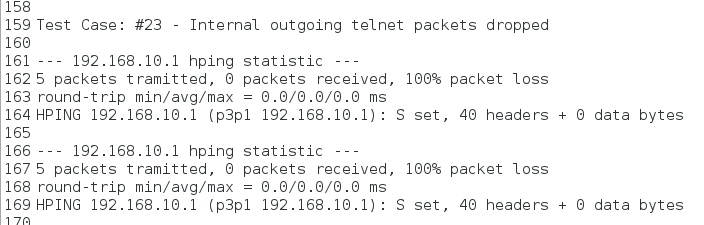 158
159 Test Case: #23 - Internal outgoing telnet packets dropped
160
161 --- 192.168.10.1 hping statistic ---
162 5 packets tramitted, 0 packets received, 100% packet loss
163 round-trip min/avg/max = 0.0/0.0/0.0 ms
164 HPING 192.168.10.1 (p3p1 192.168.10.1): S set, 40 headers + 0 data bytes
165
166 --- 192.168.10.1 hping statistic ---
167 5 packets tramitted, 0 packets received, 100% packet loss
168 round-trip min/avg/max = 0.0/0.0/0.0 ms
169 HPING 192.168.10.1 (p3p1 192.168.10.1): S set, 40 headers + 0 data bytes
170